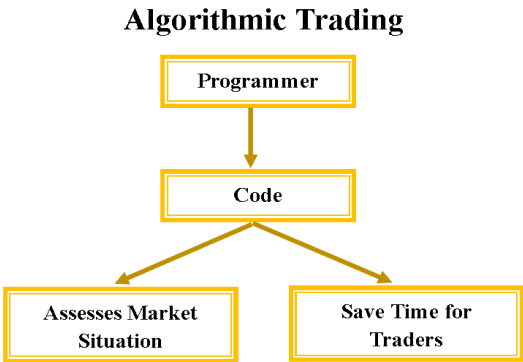 Algorithmic Trading
Programmer
Code
Assesses Market
Situation
Save Time for
Traders